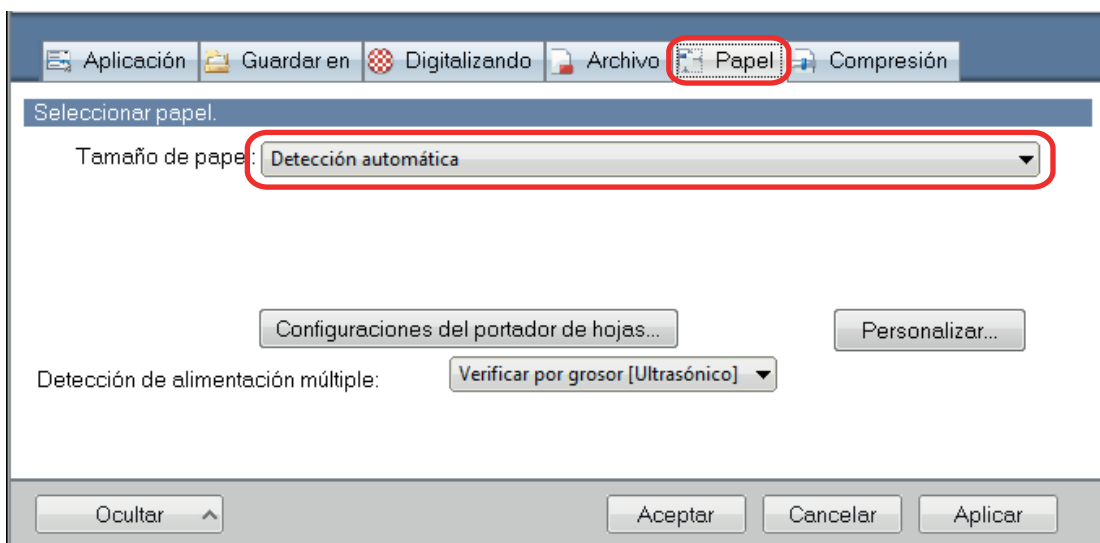 Aplicación Guardar en Digitalizando Archivo Papel Compresión
Seleccionar papel.
Tamaño de papel: Detección automática
Configuraciones del portador de hojas... Personalizar...
Detección de alimentación múltiple: Verificar por grosor [Ultrasónico]
Ocultar Aceptar Cancelar Aplicar